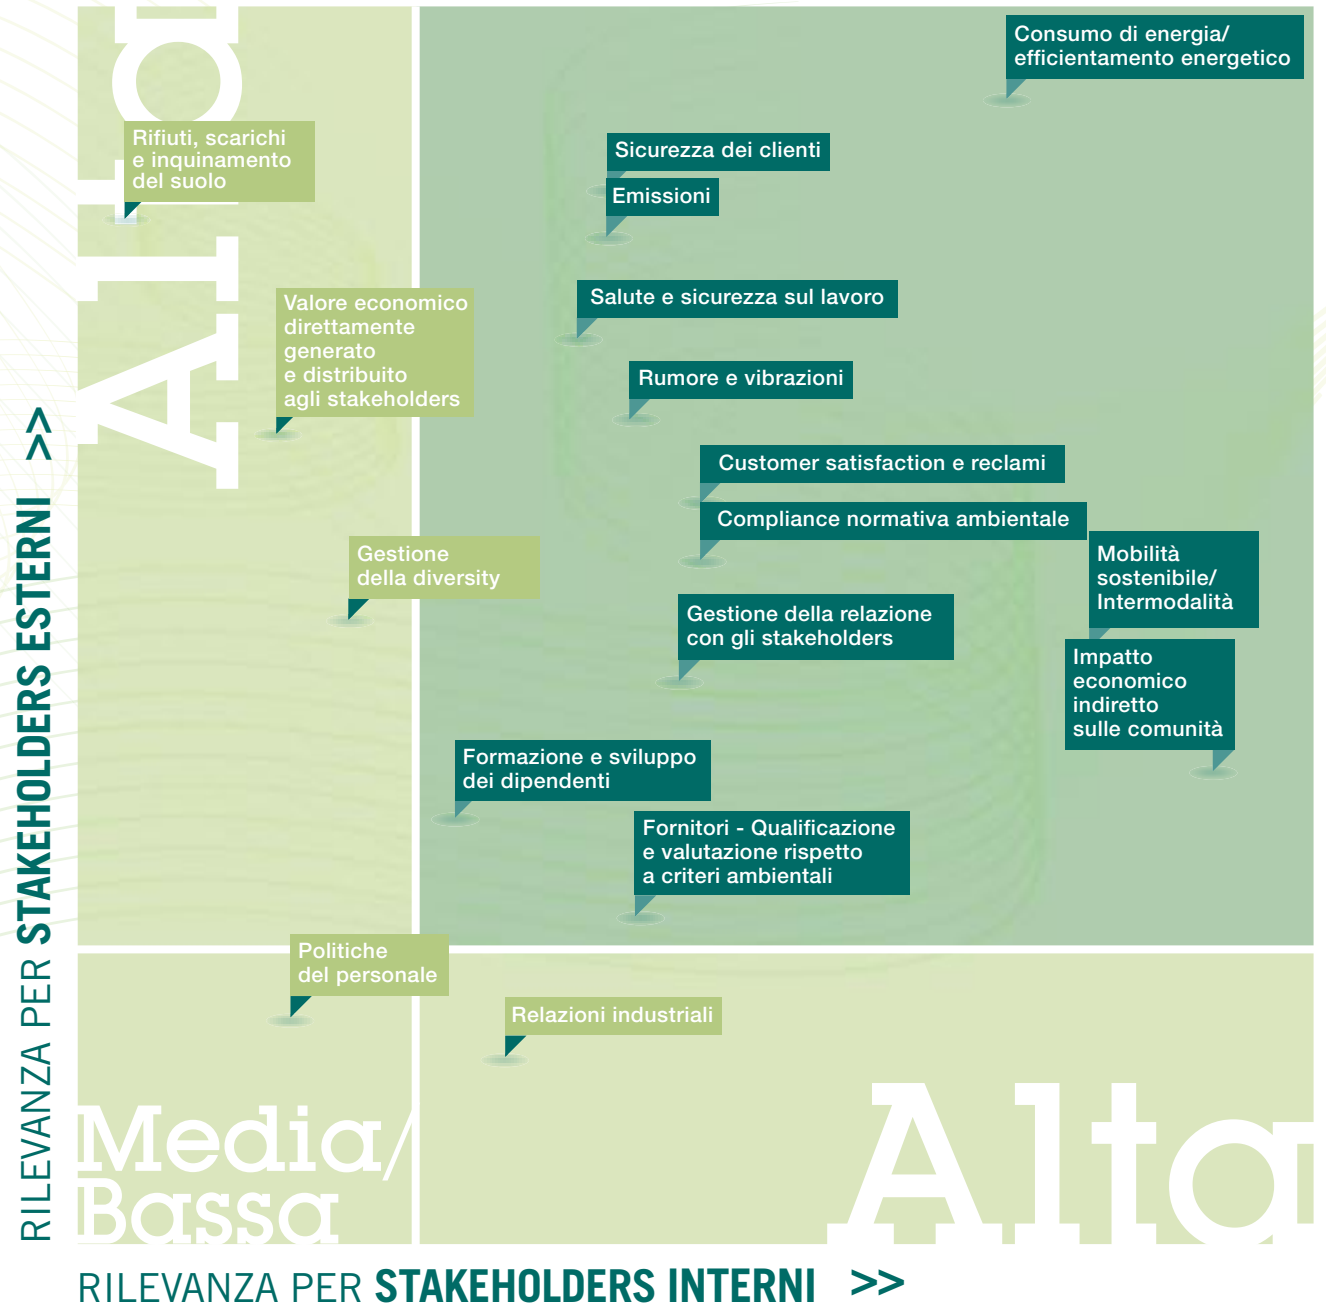 Consumo di energia/
efficientamento energetico
Rifiuti, scarichi
e inquinamento
del suolo
Sicurezza dei clienti
Emissioni
Valore economico
direttamente
generato
e distribuito
agli stakeholders
Salute e sicurezza sul lavoro
Rumore e vibrazioni
Customer satisfaction e reclami
Compliance normativa ambientale
Gestione
della diversity
Mobilità
sostenibile/
Intermodalità
Gestione della relazione
con gli stakeholders
Impatto
economico
indiretto
sulle comunità
Formazione e sviluppo
dei dipendenti
Fornitori - Qualificazione
e valutazione rispetto
a criteri ambientali
Politiche
del personale
Relazioni industriali
Alta
Media/
Bassa
Alta
RILEVANZA PER STAKEHOLDERS ESTERNI >>
RILEVANZA PER STAKEHOLDERS INTERNI >>